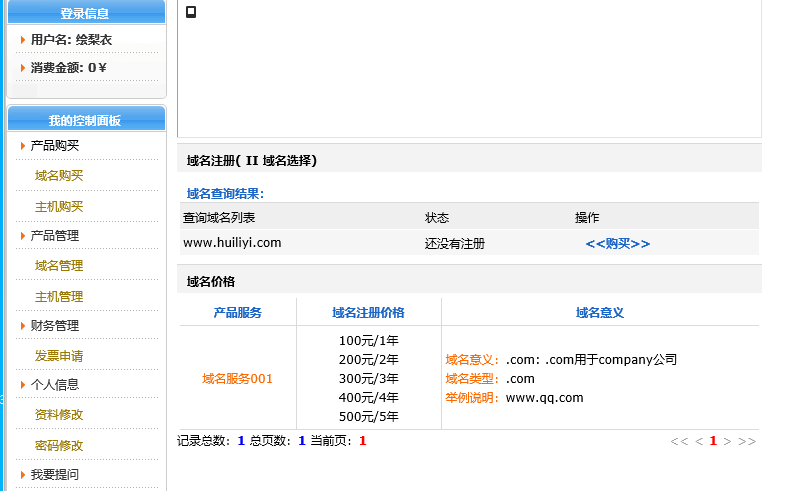 登录信息
用户名: 绘梨衣
消费金额: 0￥
我的控制面板
产品购买
域名购买
主机购买
产品管理
域名管理
主机管理
财务管理
发票申请
个人信息
资料修改
密码修改
我要提问
域名注册( II 域名选择)
域名查询结果:
查询域名列表 状态 操作
www.huiliyi.com 还没有注册 <<购买>>
域名价格
产品服务 域名注册价格 域名意义
域名服务001
100元/1年
200元/2年
300元/3年
400元/4年
500元/5年
域名意义: .com: .com用于company公司
域名类型: .com
举例说明: www.qq.com
记录总数: 1 总页数: 1 当前页: 1 << < 1 > >>